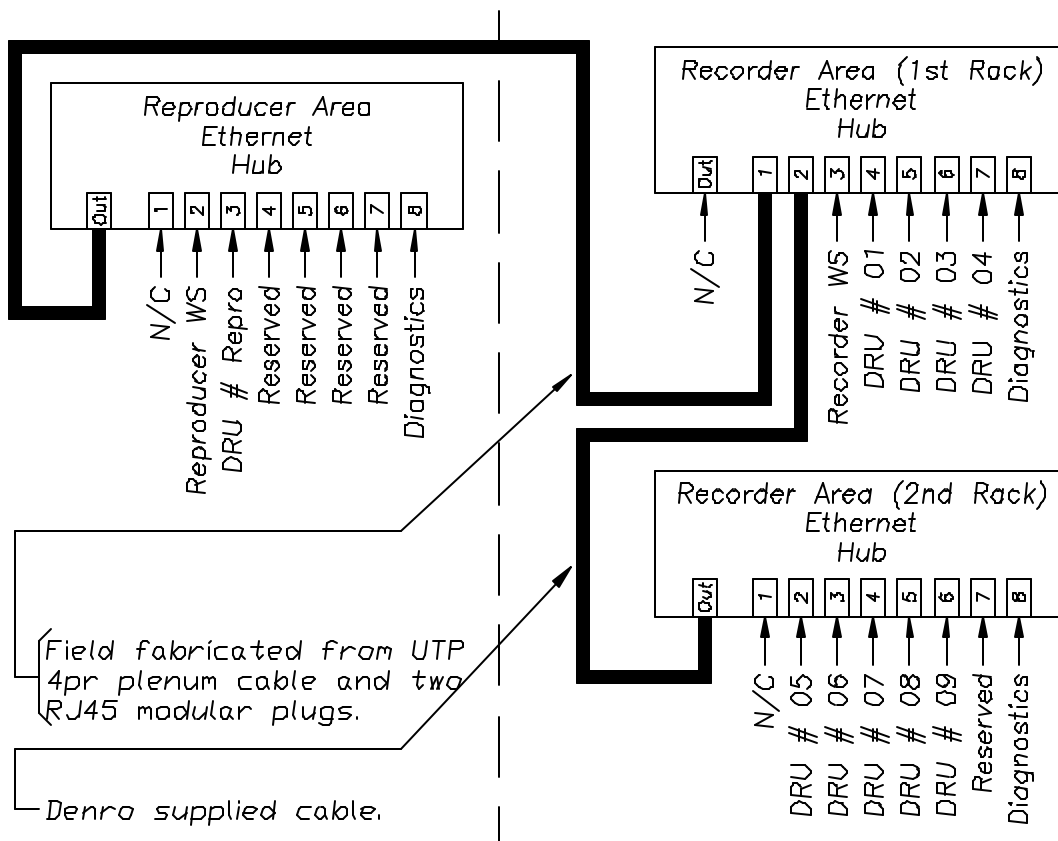 Reproducer Area
Ethernet
Hub
Out
1
2
3
4
5
6
7
8
N/C
Reproducer WS
DRU # Repro
Reserved
Reserved
Reserved
Reserved
Diagnostics
Recorder Area (1st Rack)
Ethernet
Hub
Out
1
2
3
4
5
6
7
8
N/C
Recorder WS
DRU # 01
DRU # 02
DRU # 03
DRU # 04
Diagnostics
Recorder Area (2nd Rack)
Ethernet
Hub
Out
1
2
3
4
5
6
7
8
N/C
DRU # 05
DRU # 06
DRU # 07
DRU # 08
DRU # 09
Reserved
Diagnostics
Field fabricated from UTP
4pr plenum cable and two
RJ45 modular plugs.
Denro supplied cable.